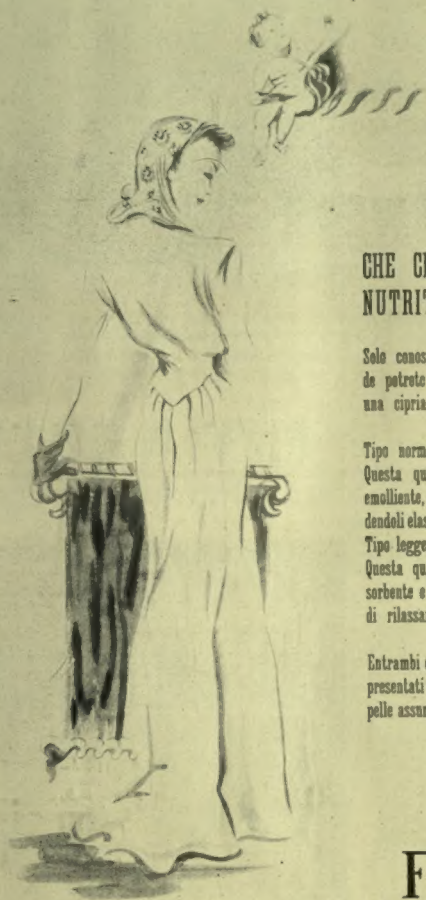 CHE C
NUTRI
Solo conos
de potrete
una cipria
Tipo norm
Questa qu
emolliente,
dendoli elas
Tipo legge
Questa qu
sorbente e
di rilassa
Entrambi
presentati
pelle assu
F